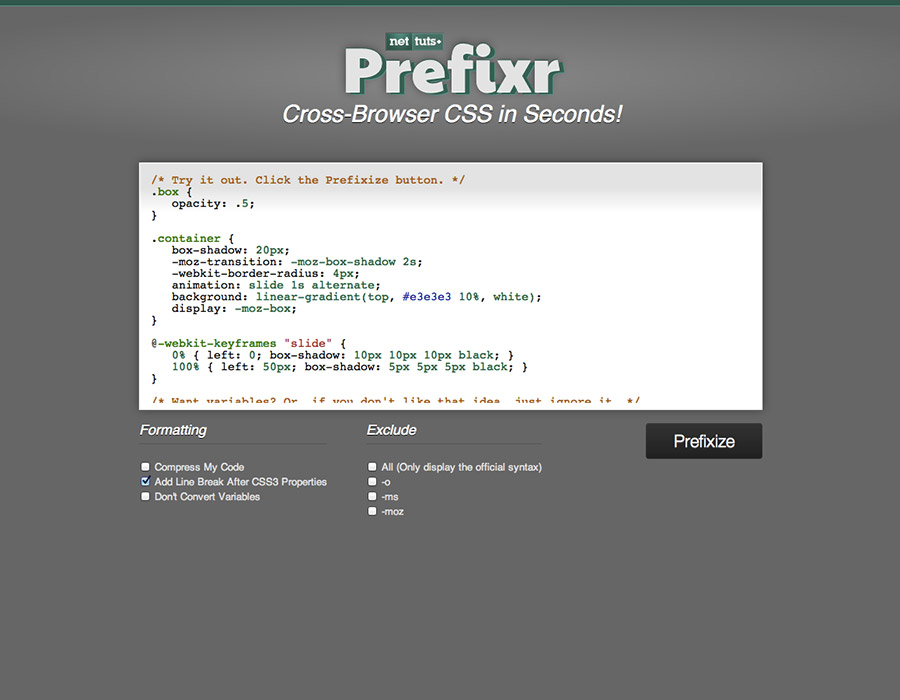 net tuts+
Prefixr
Cross-Browser CSS in Seconds!
/* Try it out. Click the Prefixize button. */
.box {
opacity: .5;
}
.container {
box-shadow: 20px;
-moz-transition: -moz-box-shadow 2s;
-webkit-border-radius: 4px;
animation: slide 1s alternate;
background: linear-gradient(top, #e3e3e3 10%, white);
display: -moz-box;
}
@-webkit-keyframes "slide" {
0% { left: 0; box-shadow: 10px 10px 10px black; }
100% { left: 50px; box-shadow: 5px 5px 5px black; }
}
/* Want variables? Or, if you don't like that idea, just ignore it. */
Formatting
Compress My Code
Add Line Break After CSS3 Properties
Don't Convert Variables
Exclude
All (Only display the official syntax)
-o
-ms
-moz
Prefixize